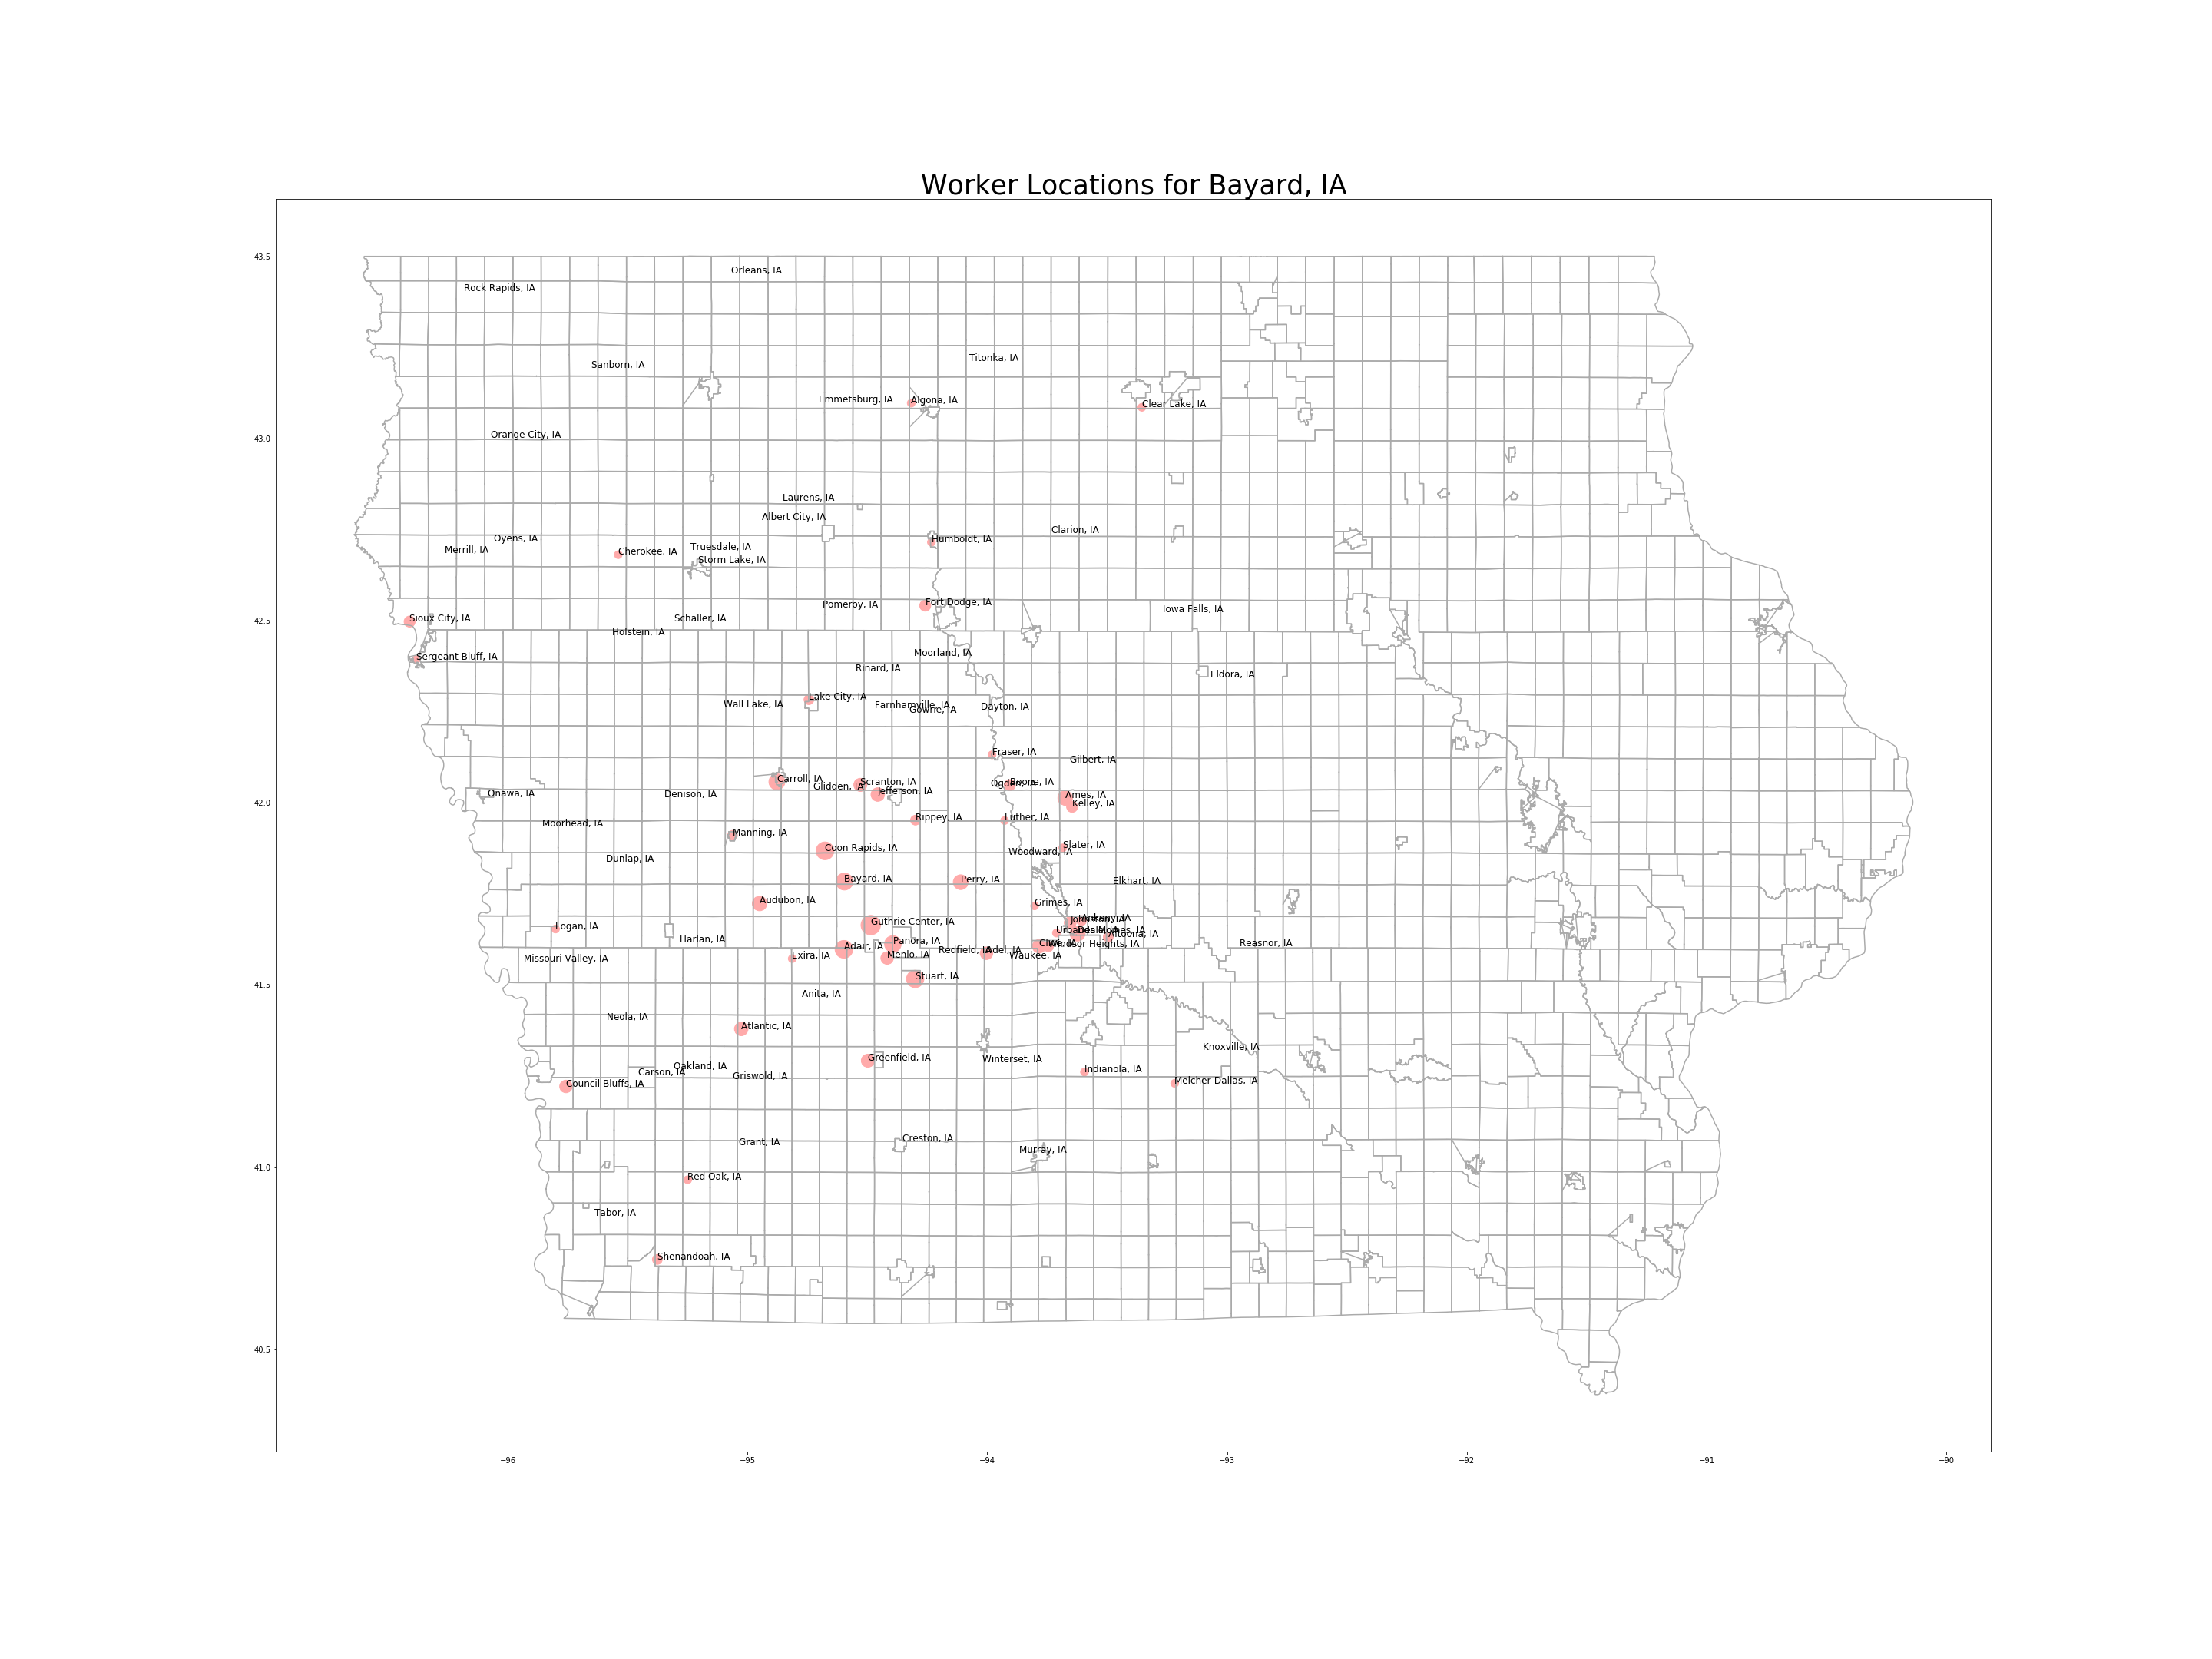 Worker Locations for Bayard, IA
43.5
Orleans, IA
Rock Rapids, IA
Titonka, IA
Sanborn, IA
Emmetsburg, IA
Algona, IA
Clear Lake, IA
43.0
Orange City, IA
Laurens, IA
Albert City, IA
Clarion, IA
Oyens, IA
Humboldt, IA
Merrill, IA
Cherokee, IA
Truesdale, IA
Storm Lake, IA
Pomeroy, IA
Fort Dodge, IA
Iowa Falls, IA
42.5
Sioux City, IA
Schaller, IA
Holstein, IA
Sergeant Bluff, IA
Moorland, IA
Rinard, IA
Eldora, IA
Lake City, IA
Wall Lake, IA
Farnhamville, IA
Gowrie, IA
Dayton, IA
Fraser, IA
Gilbert, IA
Carroll, IA
Glidden, IA
Scranton, IA
Jefferson, IA
Ogden, IA
Boone, IA
42.0
Onawa, IA
Denison, IA
Ames, IA
Kelley, IA
Moorhead, IA
Rippey, IA
Luther, IA
Manning, IA
Coon Rapids, IA
Slater, IA
Woodward, IA
Dunlap, IA
Bayard, IA
Perry, IA
Elkhart, IA
Audubon, IA
Grimes, IA
Logan, IA
Guthrie Center, IA
Johnston, IA
Ankeny, IA
Urbandale, IA
Des Moines, IA
Altoona, IA
Harlan, IA
Adair, IA
Panora, IA
Clive, IA
Windsor Heights, IA
Reasnor, IA
Missouri Valley, IA
Exira, IA
Menlo, IA
Redfield, IA
Adel, IA
Waukee, IA
41.5
Stuart, IA
Anita, IA
Neola, IA
Atlantic, IA
Knoxville, IA
Oakland, IA
Carson, IA
Griswold, IA
Greenfield, IA
Winterset, IA
Indianola, IA
Council Bluffs, IA
Melcher-Dallas, IA
41.0
Grant, IA
Creston, IA
Murray, IA
Red Oak, IA
Tabor, IA
Shenandoah, IA
40.5
−96
−95
−94
−93
−92
−91
−90